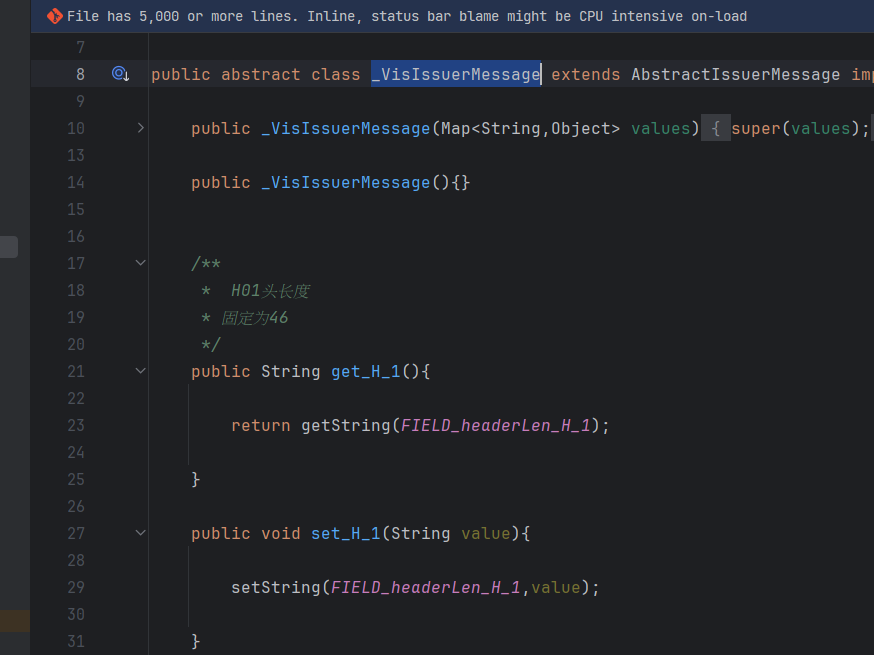 File has 5,000 or more lines. Inline, status bar blame might be CPU intensive on-load
7
8 public abstract class _VisIssuerMessage extends AbstractIssuerMessage imp
9
10 public _VisIssuerMessage(Map<String,Object> values) { super(values);
13
14 public _VisIssuerMessage(){}
15
16
17 /**
18 * H01头长度
19 * 固定为46
20 */
21 public String get_H_1(){
22
23 return getString(FIELD_headerLen_H_1);
24
25 }
26
27 public void set_H_1(String value){
28
29 setString(FIELD_headerLen_H_1,value);
30
31 }